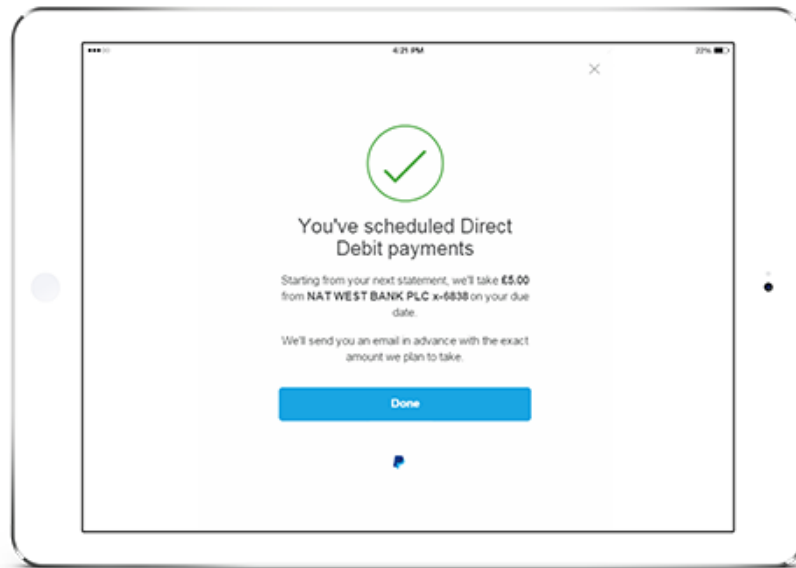 4:21 PM
22%
You've scheduled Direct
Debit payments
Starting from your next statement, we'll take £5.00
from NAT WEST BANK PLC x-6838 on your due
date.
We'll send you an email in advance with the exact
amount we plan to take.
Done